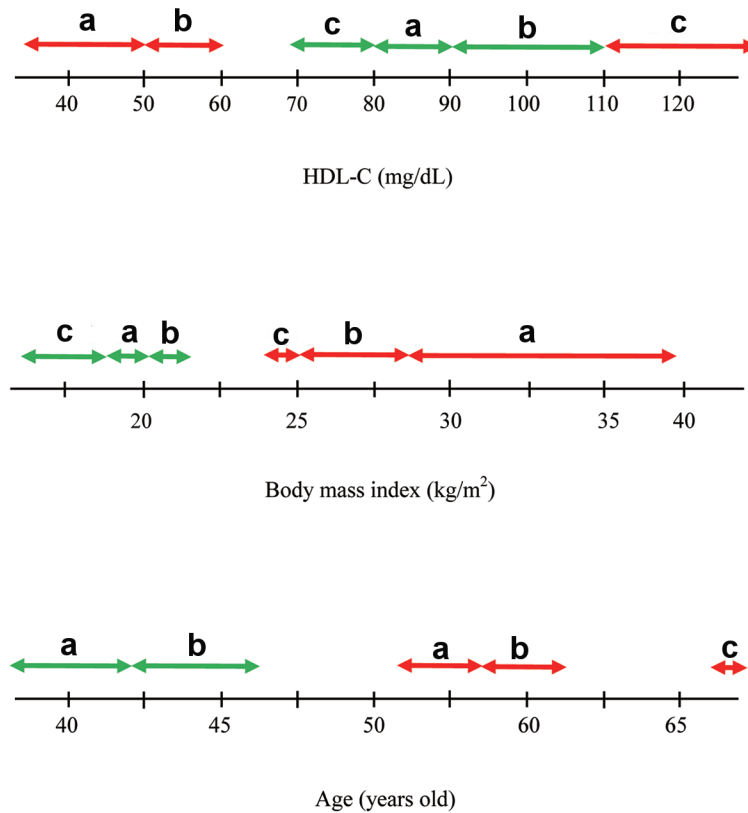 a b c a b c
40 50 60 70 80 90 100 110 120
HDL-C (mg/dL)
c a b c b a
20 25 30 35 40
Body mass index (kg/m²)
a b a b c
40 45 50 60 65
Age (years old)